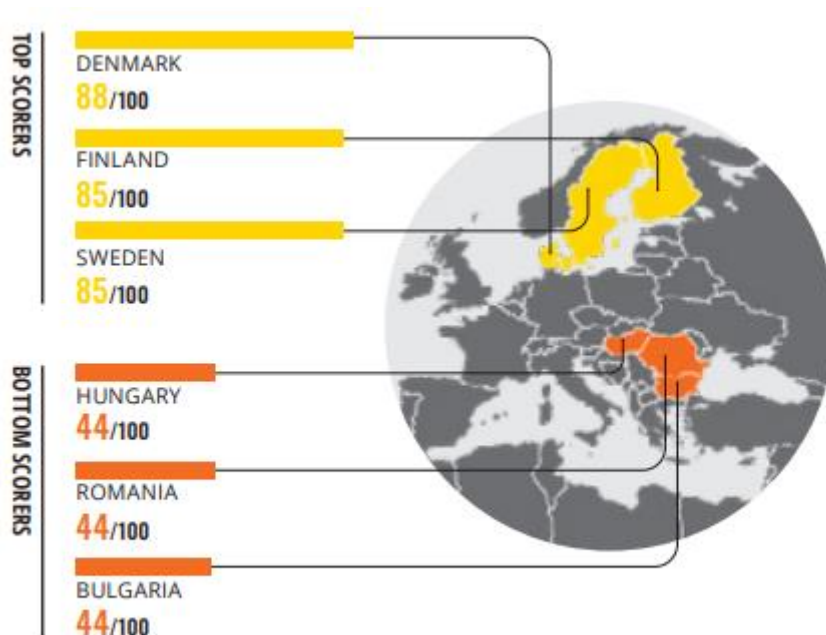 TOP SCORERS
DENMARK
88/100
FINLAND
85/100
SWEDEN
85/100
BOTTOM SCORERS
HUNGARY
44/100
ROMANIA
44/100
BULGARIA
44/100